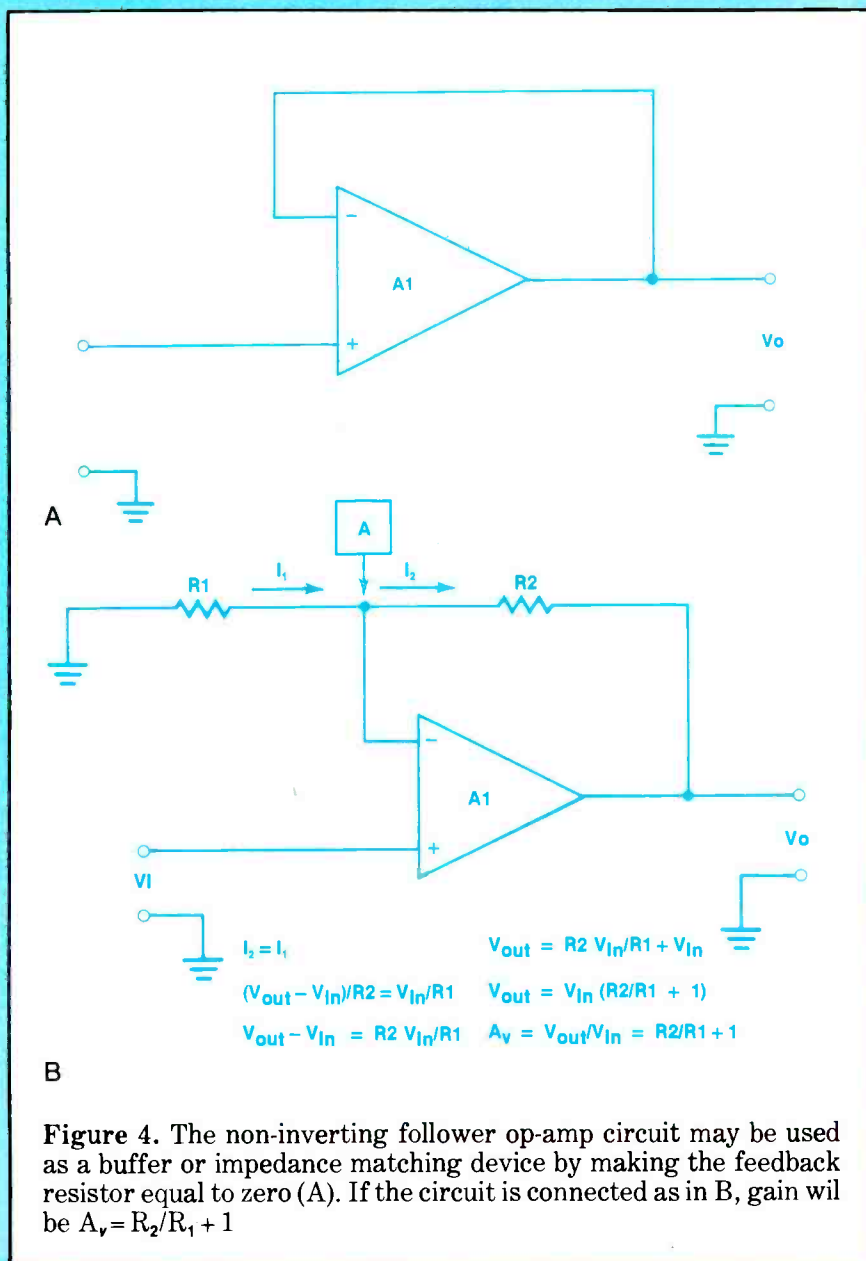 −
A1
+
Vo
A
A
R1
I₁
I₂
R2
−
A1
+
VI
Vo
I₂ = I₁
(Vout − VIn)/R2 = VIn/R1
Vout − VIn = R2 VIn/R1
Vout = R2 VIn/R1 + VIn
Vout = VIn (R2/R1 + 1)
Av = Vout/VIn = R2/R1 + 1
B
Figure 4. The non-inverting follower op-amp circuit may be used
as a buffer or impedance matching device by making the feedback
resistor equal to zero (A). If the circuit is connected as in B, gain wil
be Av = R₂/R₁ + 1